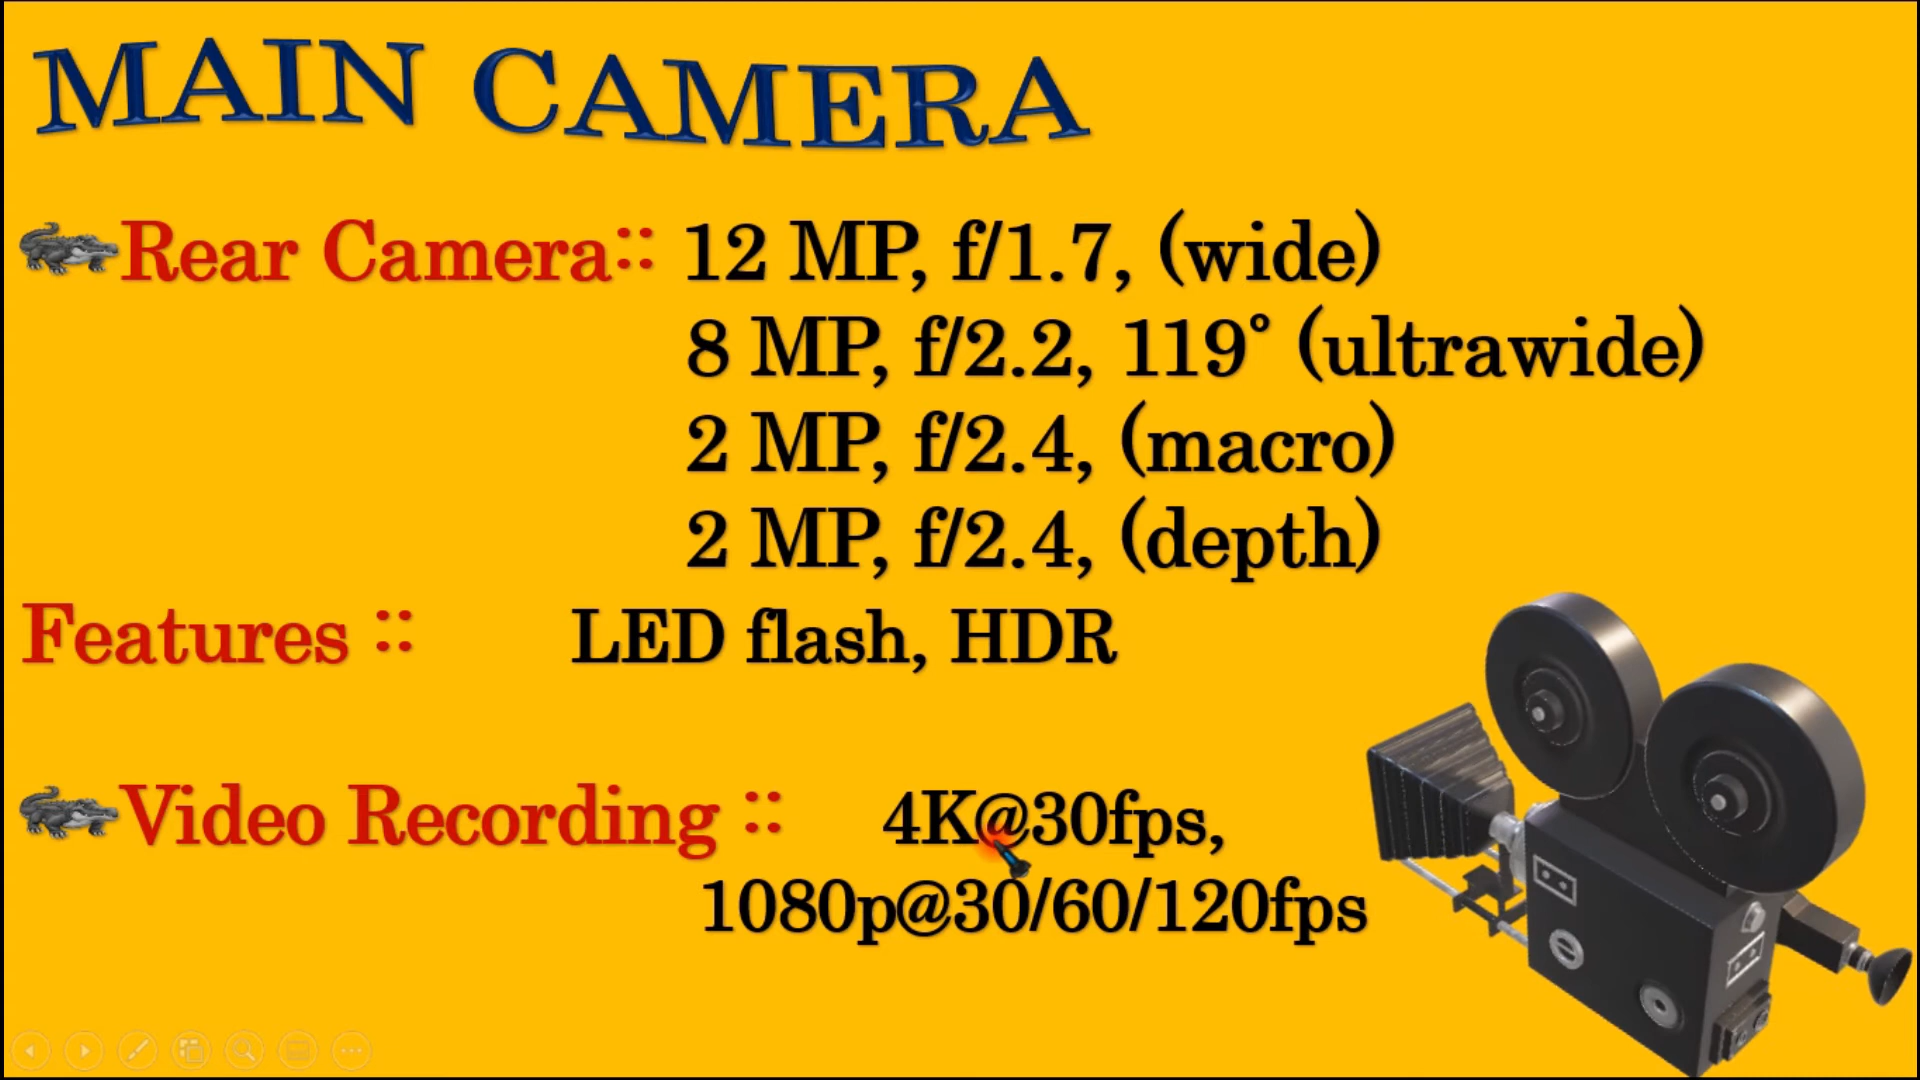 MAIN CAMERA
Rear Camera:: 12 MP, f/1.7, (wide)
8 MP, f/2.2, 119° (ultrawide)
2 MP, f/2.4, (macro)
2 MP, f/2.4, (depth)
Features :: LED flash, HDR
Video Recording :: 4K@30fps,
1080p@30/60/120fps